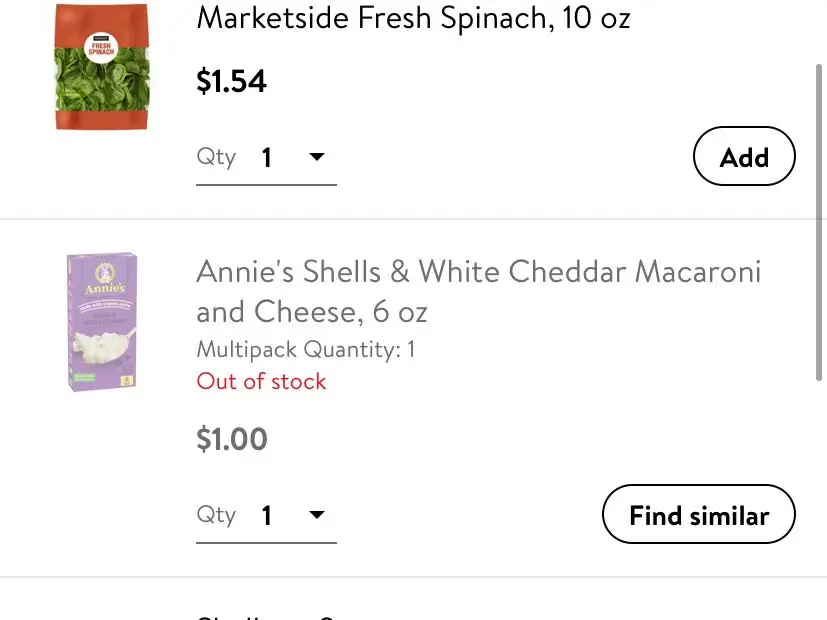 Marketside Fresh Spinach, 10 oz
FRESH
SPINACH
$1.54
Qty 1
Add
Annie's Shells & White Cheddar Macaroni
and Cheese, 6 oz
Annie's
Multipack Quantity: 1
Out of stock
$1.00
Qty 1
Find similar